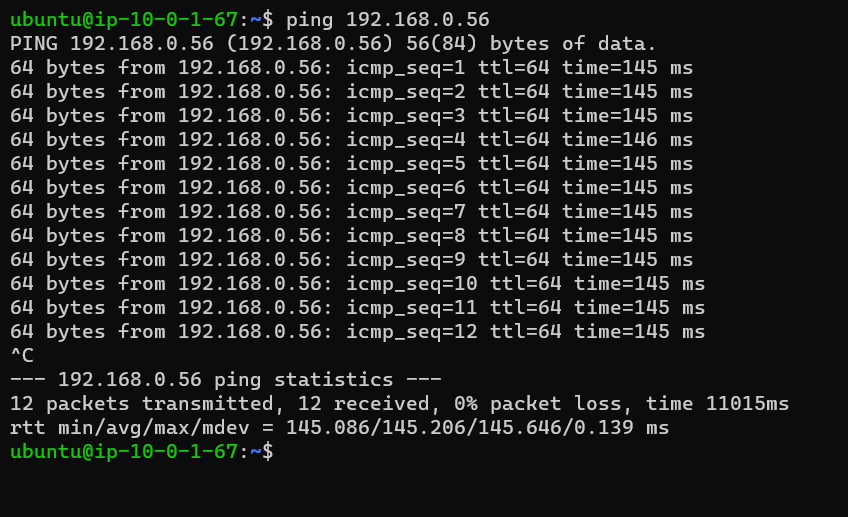 ubuntu@ip-10-0-1-67:~$ ping 192.168.0.56
PING 192.168.0.56 (192.168.0.56) 56(84) bytes of data.
64 bytes from 192.168.0.56: icmp_seq=1 ttl=64 time=145 ms
64 bytes from 192.168.0.56: icmp_seq=2 ttl=64 time=145 ms
64 bytes from 192.168.0.56: icmp_seq=3 ttl=64 time=145 ms
64 bytes from 192.168.0.56: icmp_seq=4 ttl=64 time=146 ms
64 bytes from 192.168.0.56: icmp_seq=5 ttl=64 time=145 ms
64 bytes from 192.168.0.56: icmp_seq=6 ttl=64 time=145 ms
64 bytes from 192.168.0.56: icmp_seq=7 ttl=64 time=145 ms
64 bytes from 192.168.0.56: icmp_seq=8 ttl=64 time=145 ms
64 bytes from 192.168.0.56: icmp_seq=9 ttl=64 time=145 ms
64 bytes from 192.168.0.56: icmp_seq=10 ttl=64 time=145 ms
64 bytes from 192.168.0.56: icmp_seq=11 ttl=64 time=145 ms
64 bytes from 192.168.0.56: icmp_seq=12 ttl=64 time=145 ms
^C
--- 192.168.0.56 ping statistics ---
12 packets transmitted, 12 received, 0% packet loss, time 11015ms
rtt min/avg/max/mdev = 145.086/145.206/145.646/0.139 ms
ubuntu@ip-10-0-1-67:~$